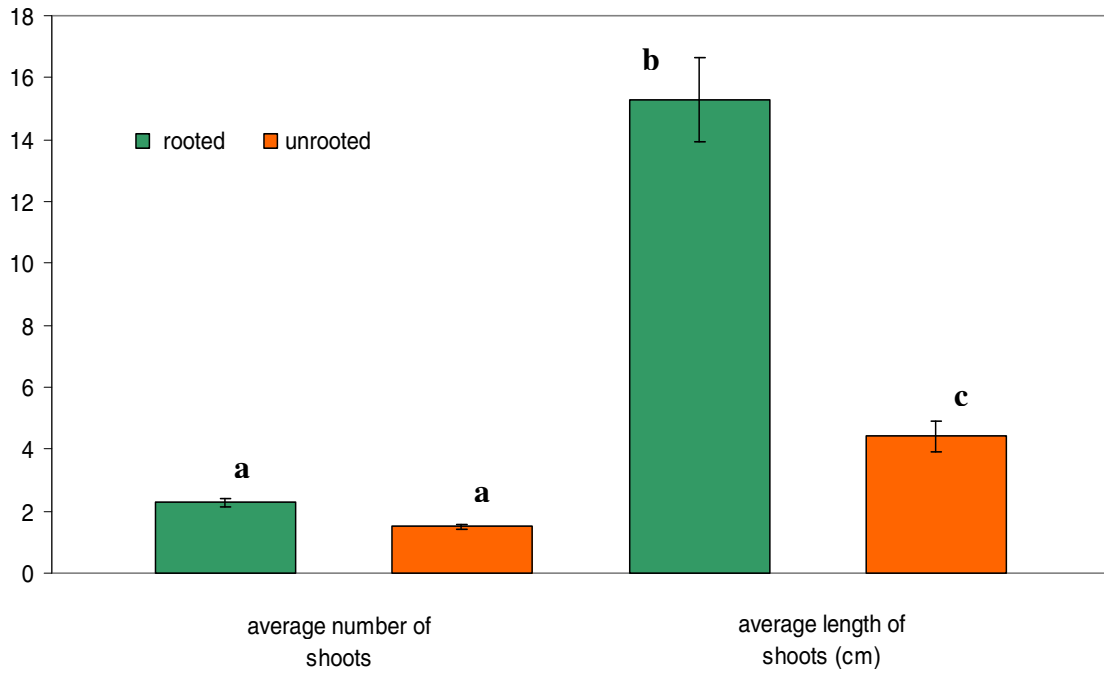 18
16
14
12
10
8
6
4
2
0
rooted unrooted
a
a
b
c
average number of
shoots
average length of
shoots (cm)